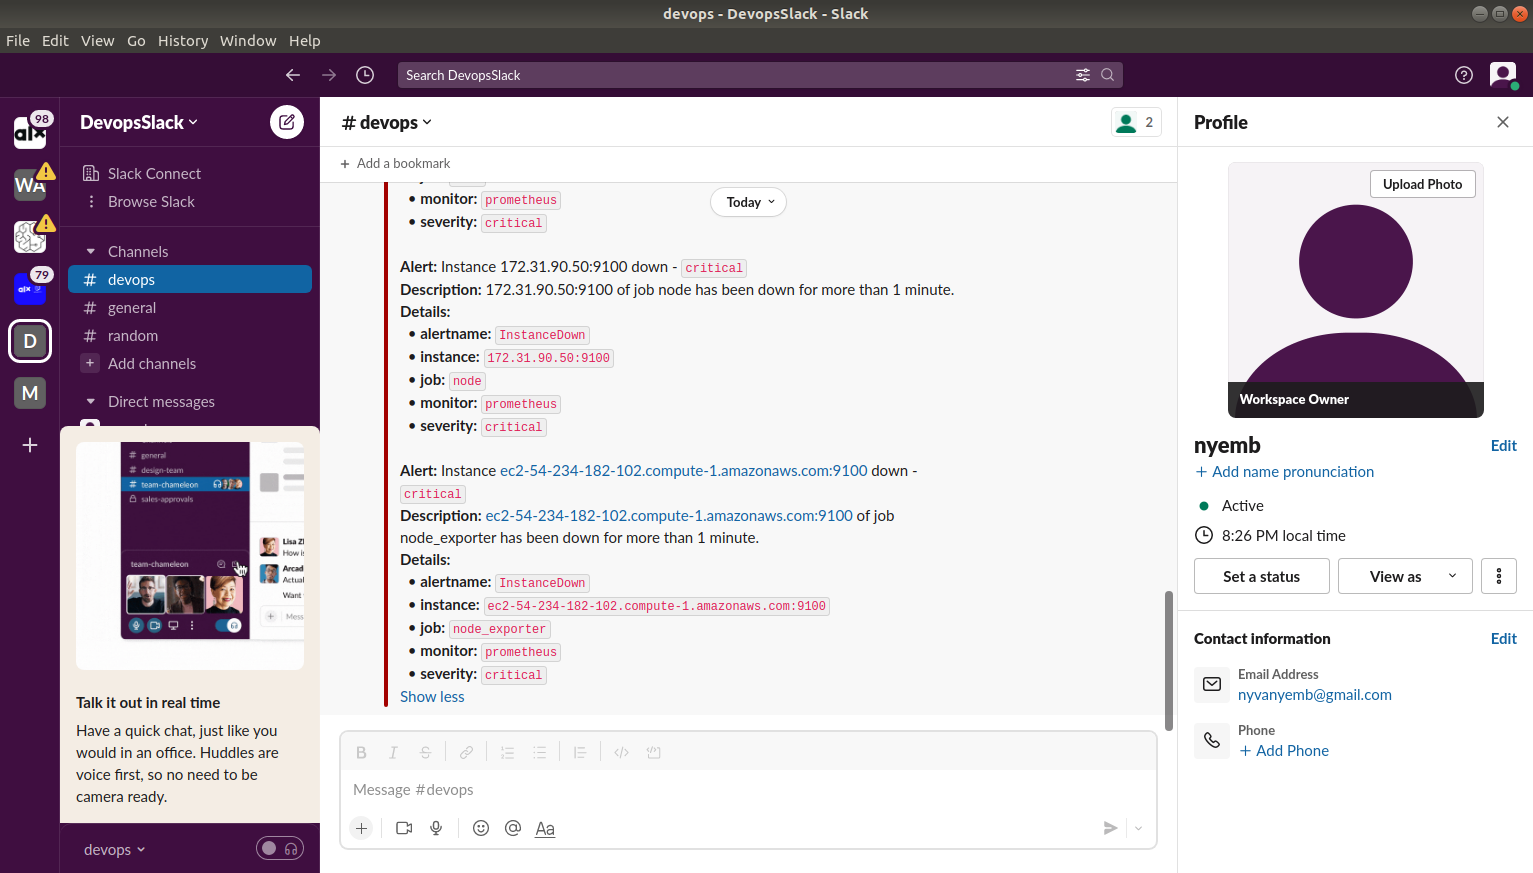 devops - DevopsSlack - Slack
File Edit View Go History Window Help
Search DevopsSlack
98
alx
WA
79
alx
D
M
DevopsSlack
Slack Connect
Browse Slack
Channels
# devops
# general
# random
+ Add channels
Direct messages
general
# design-team
# team-chameleon
sales-approvals
team-chameleon
Lisa
How is
Arcad
Actual
Want
Mess
Talk it out in real time
Have a quick chat, just like you
would in an office. Huddles are
voice first, so no need to be
camera ready.
devops
# devops
2
+ Add a bookmark
Today
• monitor: prometheus
• severity: critical
Alert: Instance 172.31.90.50:9100 down - critical
Description: 172.31.90.50:9100 of job node has been down for more than 1 minute.
Details:
• alertname: InstanceDown
• instance: 172.31.90.50:9100
• job: node
• monitor: prometheus
• severity: critical
Alert: Instance ec2-54-234-182-102.compute-1.amazonaws.com:9100 down -
critical
Description: ec2-54-234-182-102.compute-1.amazonaws.com:9100 of job
node_exporter has been down for more than 1 minute.
Details:
• alertname: InstanceDown
• instance: ec2-54-234-182-102.compute-1.amazonaws.com:9100
• job: node_exporter
• monitor: prometheus
• severity: critical
Show less
B I S
Message #devops
+ @ Aa
Profile
Upload Photo
Workspace Owner
nyemb
Edit
+ Add name pronunciation
Active
8:26 PM local time
Set a status
View as
Contact information
Edit
Email Address
nyvanyemb@gmail.com
Phone
+ Add Phone